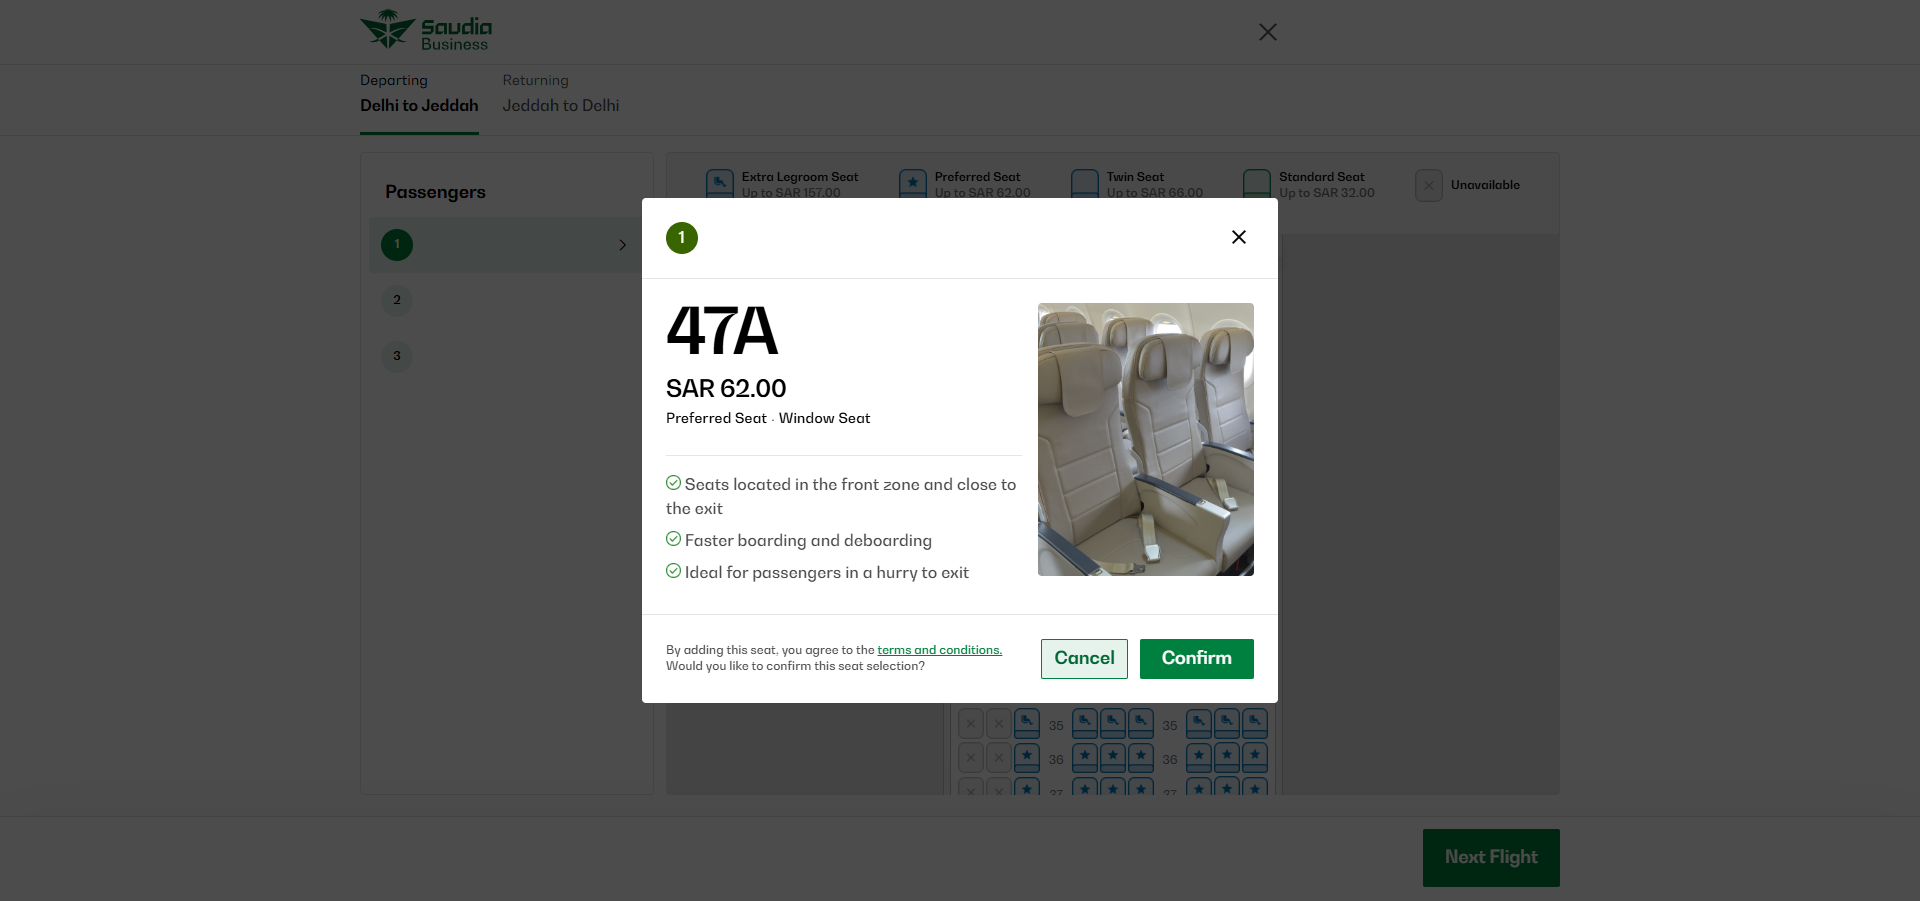 Saudia
Business
Departing
Delhi to Jeddah
Returning
Jeddah to Delhi
Passengers
1
2
3
Extra Legroom Seat
Up to SAR 157.00
Preferred Seat
Up to SAR 62.00
Twin Seat
Up to SAR 66.00
Standard Seat
Up to SAR 32.00
Unavailable
1
47A
SAR 62.00
Preferred Seat · Window Seat
Seats located in the front zone and close to
the exit
Faster boarding and deboarding
Ideal for passengers in a hurry to exit
By adding this seat, you agree to the terms and conditions.
Would you like to confirm this seat selection?
Cancel
Confirm
35 35
36 36
37 37
Next Flight